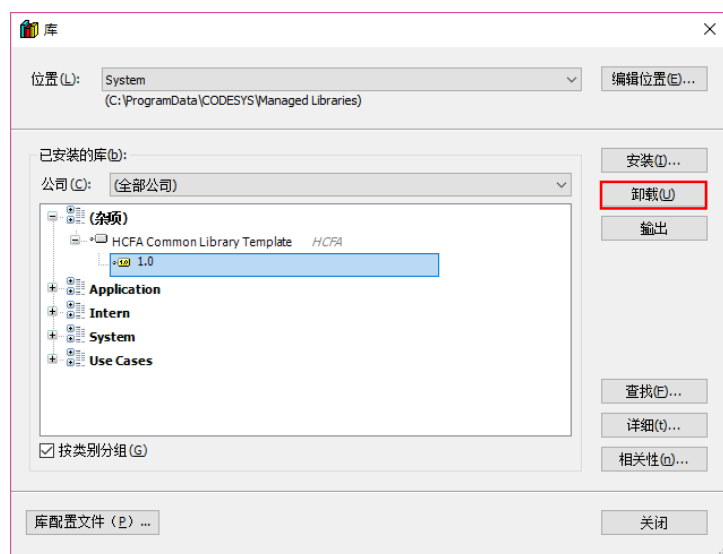 库
位置(L): System 编辑位置(E)...
(C:\ProgramData\CODESYS\Managed Libraries)
已安装的库(b):
安装(I)...
公司(C): (全部公司)
卸载(U)
(杂项)
输出
HCFA Common Library Template HCFA
1.0 1.0
Application
Intern
System
Use Cases
查找(F)...
详细(t)...
按类别分组(G)
相关性(n)...
库配置文件 (P) ...
关闭